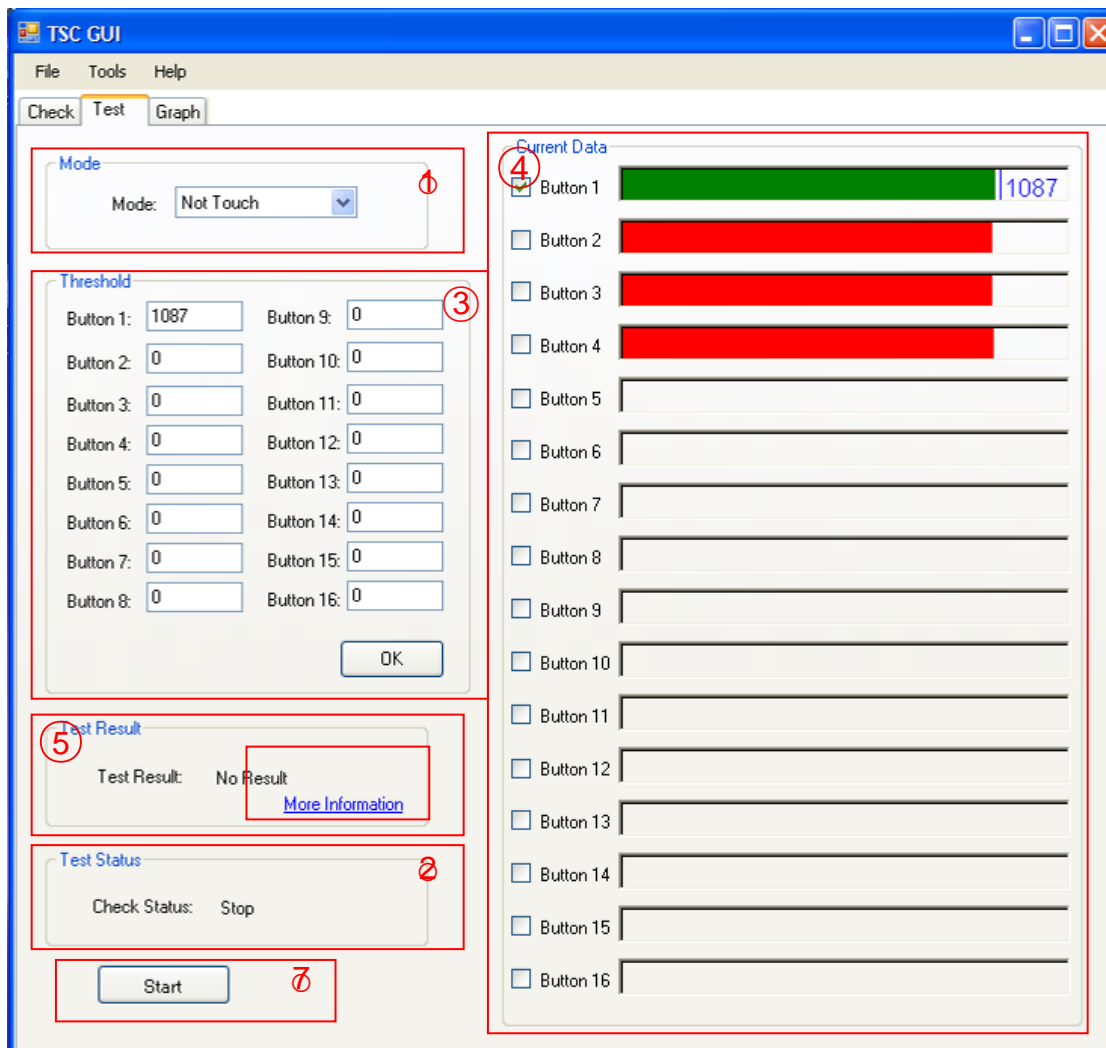 TSC GUI
File Tools Help
Check Test Graph
Mode
①
Mode: Not Touch
Threshold
③
Button 1: 1087 Button 9: 0
Button 2: 0 Button 10: 0
Button 3: 0 Button 11: 0
Button 4: 0 Button 12: 0
Button 5: 0 Button 13: 0
Button 6: 0 Button 14: 0
Button 7: 0 Button 15: 0
Button 8: 0 Button 16: 0
OK
Test Result
⑤
Test Result: No Result
More Information
Test Status
②
Check Status: Stop
Start
⑦
Current Data
④
Button 1 1087
Button 2
Button 3
Button 4
Button 5
Button 6
Button 7
Button 8
Button 9
Button 10
Button 11
Button 12
Button 13
Button 14
Button 15
Button 16